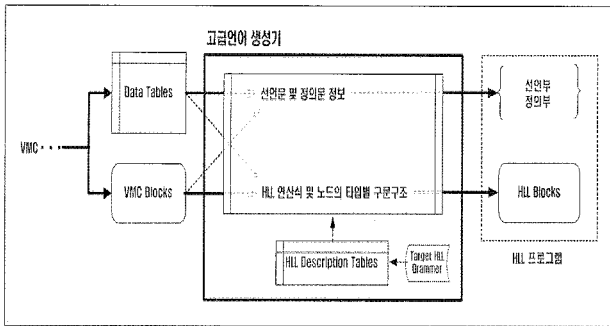 고급언어 생성기
Data Tables
선언문 및 정의문 정보
선언부
정의부
VMC
VMC Blocks
HLL 연산식 및 노드의 타입별 구문구조
HLL Blocks
HLL Description Tables
Target HLL
Grammer
HLL 프로그램